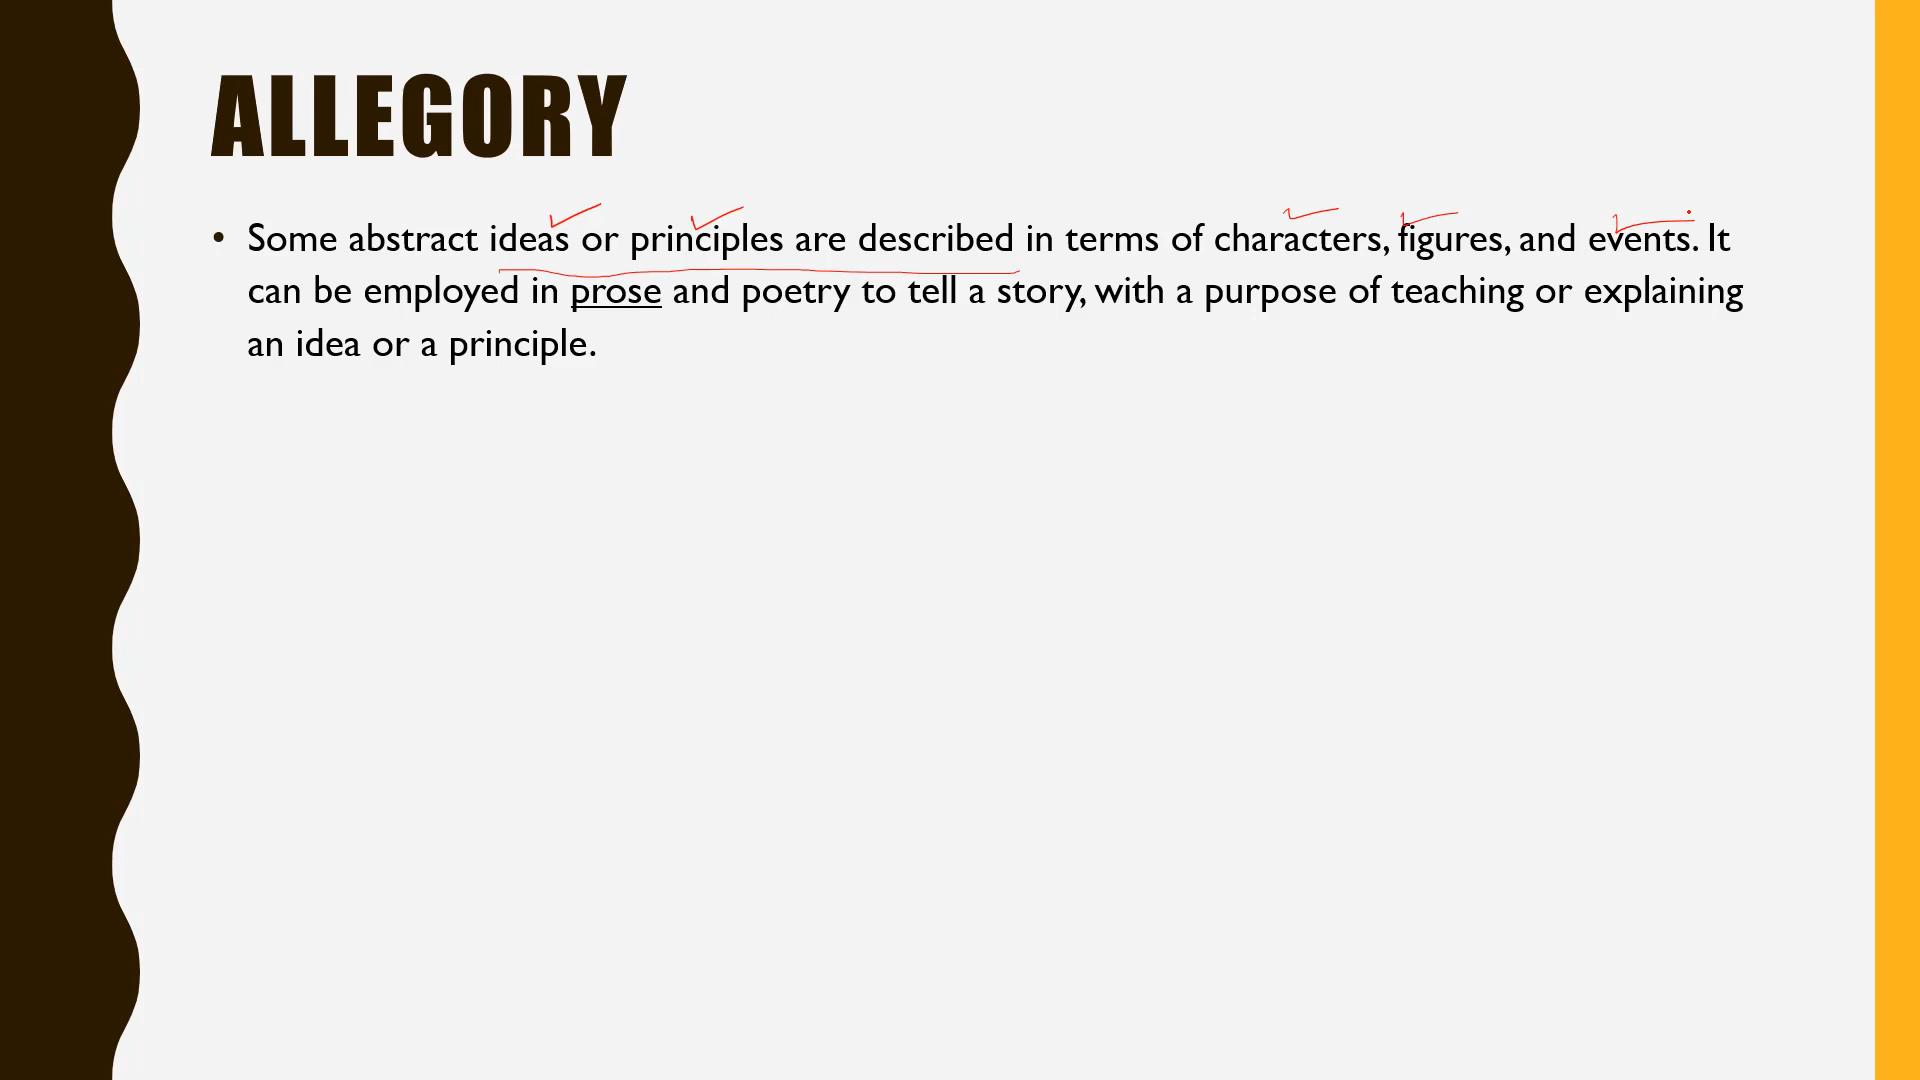 ALLEGORY
• Some abstract ideas or principles are described in terms of characters, figures, and events. It
can be employed in prose and poetry to tell a story, with a purpose of teaching or explaining
an idea or a principle.